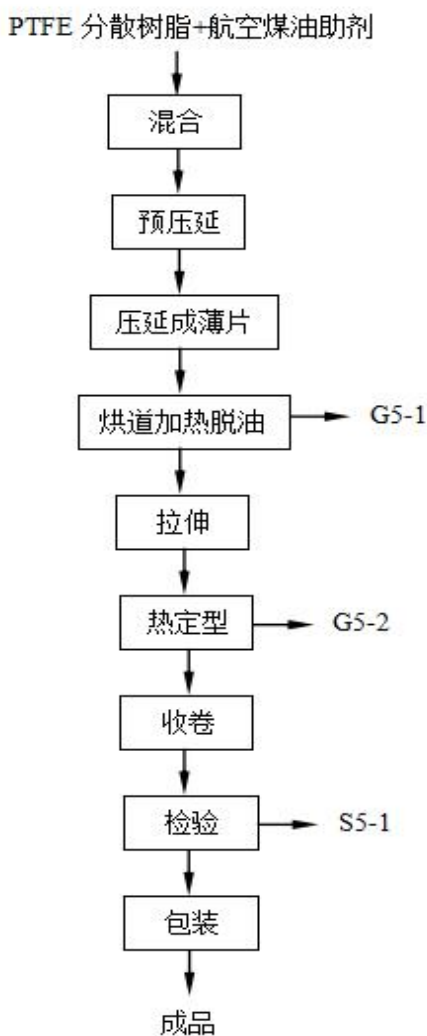 PTFE 分散树脂+航空煤油助剂
混合
预压延
压延成薄片
烘道加热脱油
G5-1
拉伸
热定型
G5-2
收卷
检验
S5-1
包装
成品